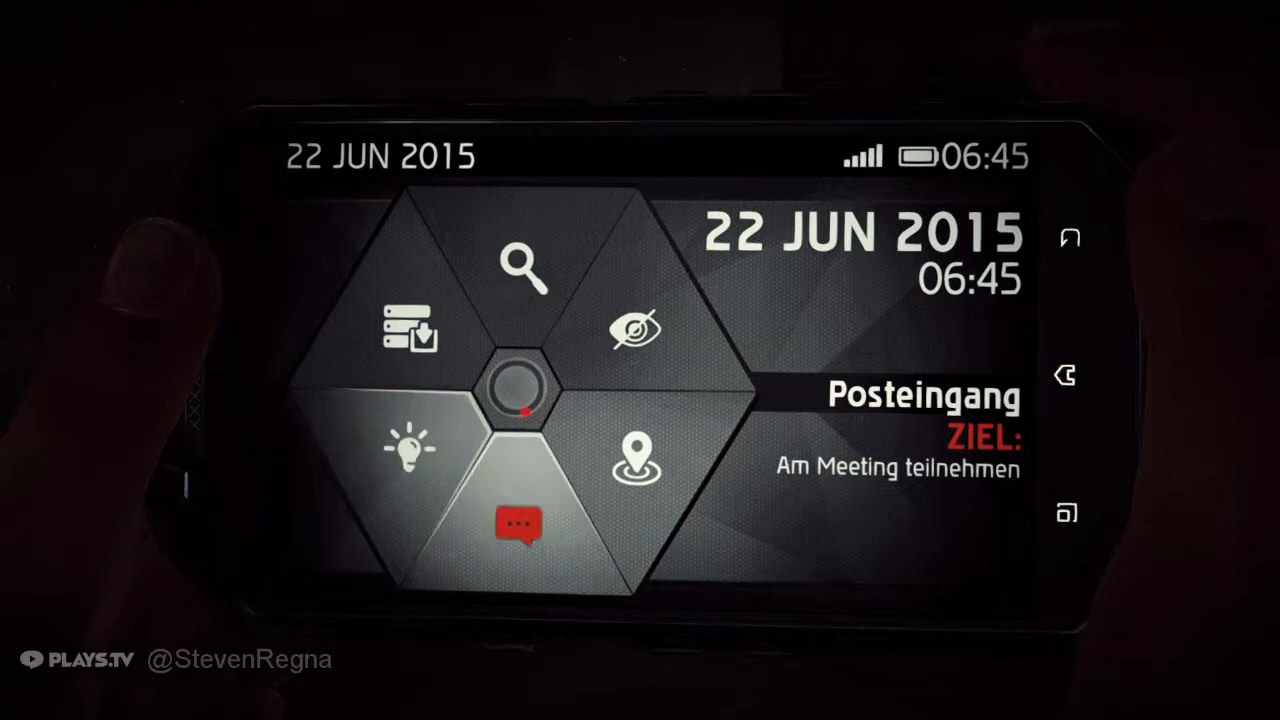 22 JUN 2015
06:45
22 JUN 2015
06:45
Posteingang
ZIEL:
Am Meeting teilnehmen
PLAYS.TV @StevenRegna